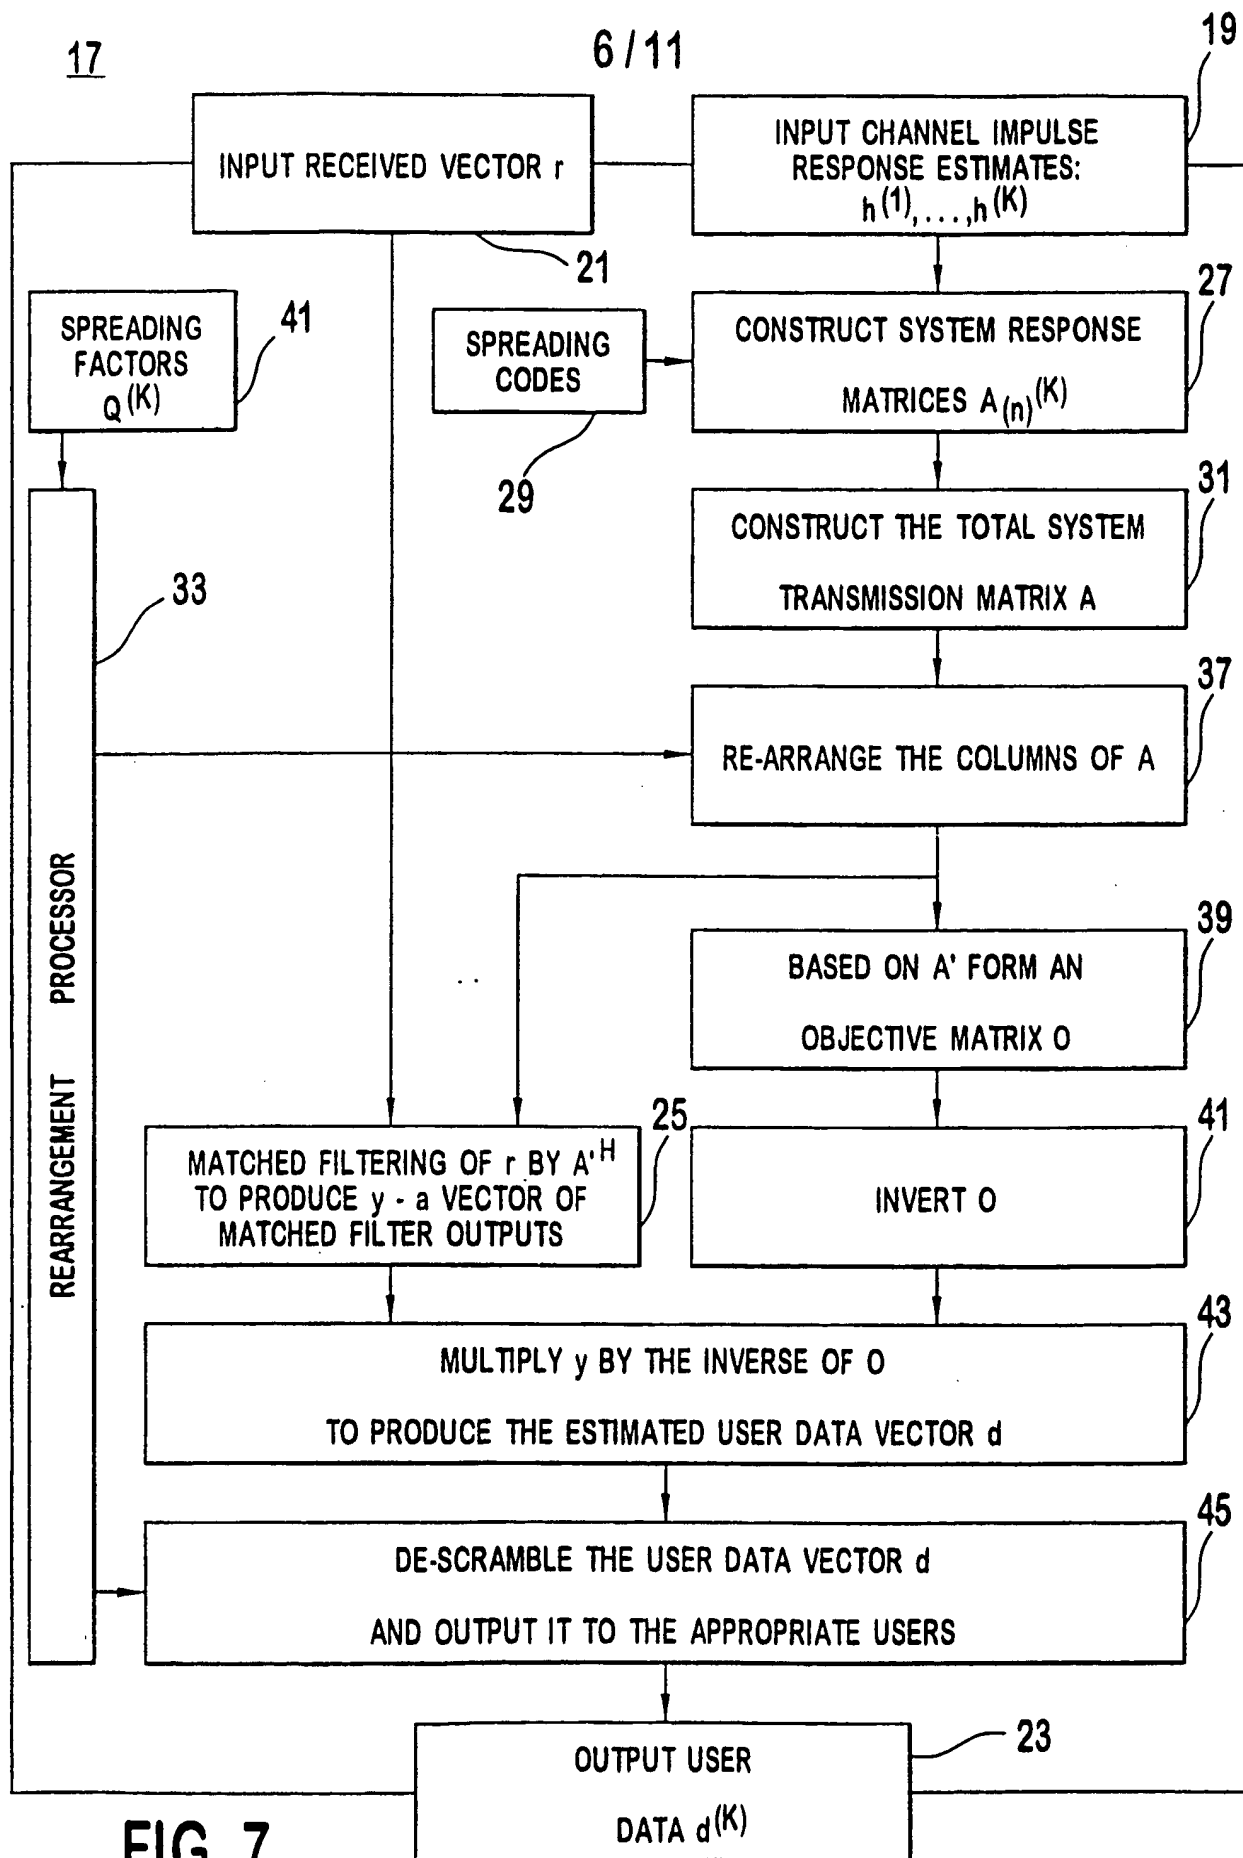 17
6 / 11
19
INPUT RECEIVED VECTOR r
INPUT CHANNEL IMPULSE
RESPONSE ESTIMATES:
h(1),...,h(K)
21
SPREADING
FACTORS
Q(K)
41
SPREADING
CODES
29
27
CONSTRUCT SYSTEM RESPONSE
MATRICES A(n)(K)
31
CONSTRUCT THE TOTAL SYSTEM
TRANSMISSION MATRIX A
33
37
RE-ARRANGE THE COLUMNS OF A
REARRANGEMENT PROCESSOR
39
BASED ON A' FORM AN
OBJECTIVE MATRIX O
25
MATCHED FILTERING OF r BY A'H
TO PRODUCE y - a VECTOR OF
MATCHED FILTER OUTPUTS
41
INVERT O
43
MULTIPLY y BY THE INVERSE OF O
TO PRODUCE THE ESTIMATED USER DATA VECTOR d
45
DE-SCRAMBLE THE USER DATA VECTOR d
AND OUTPUT IT TO THE APPROPRIATE USERS
23
OUTPUT USER
DATA d(K)
FIG. 7